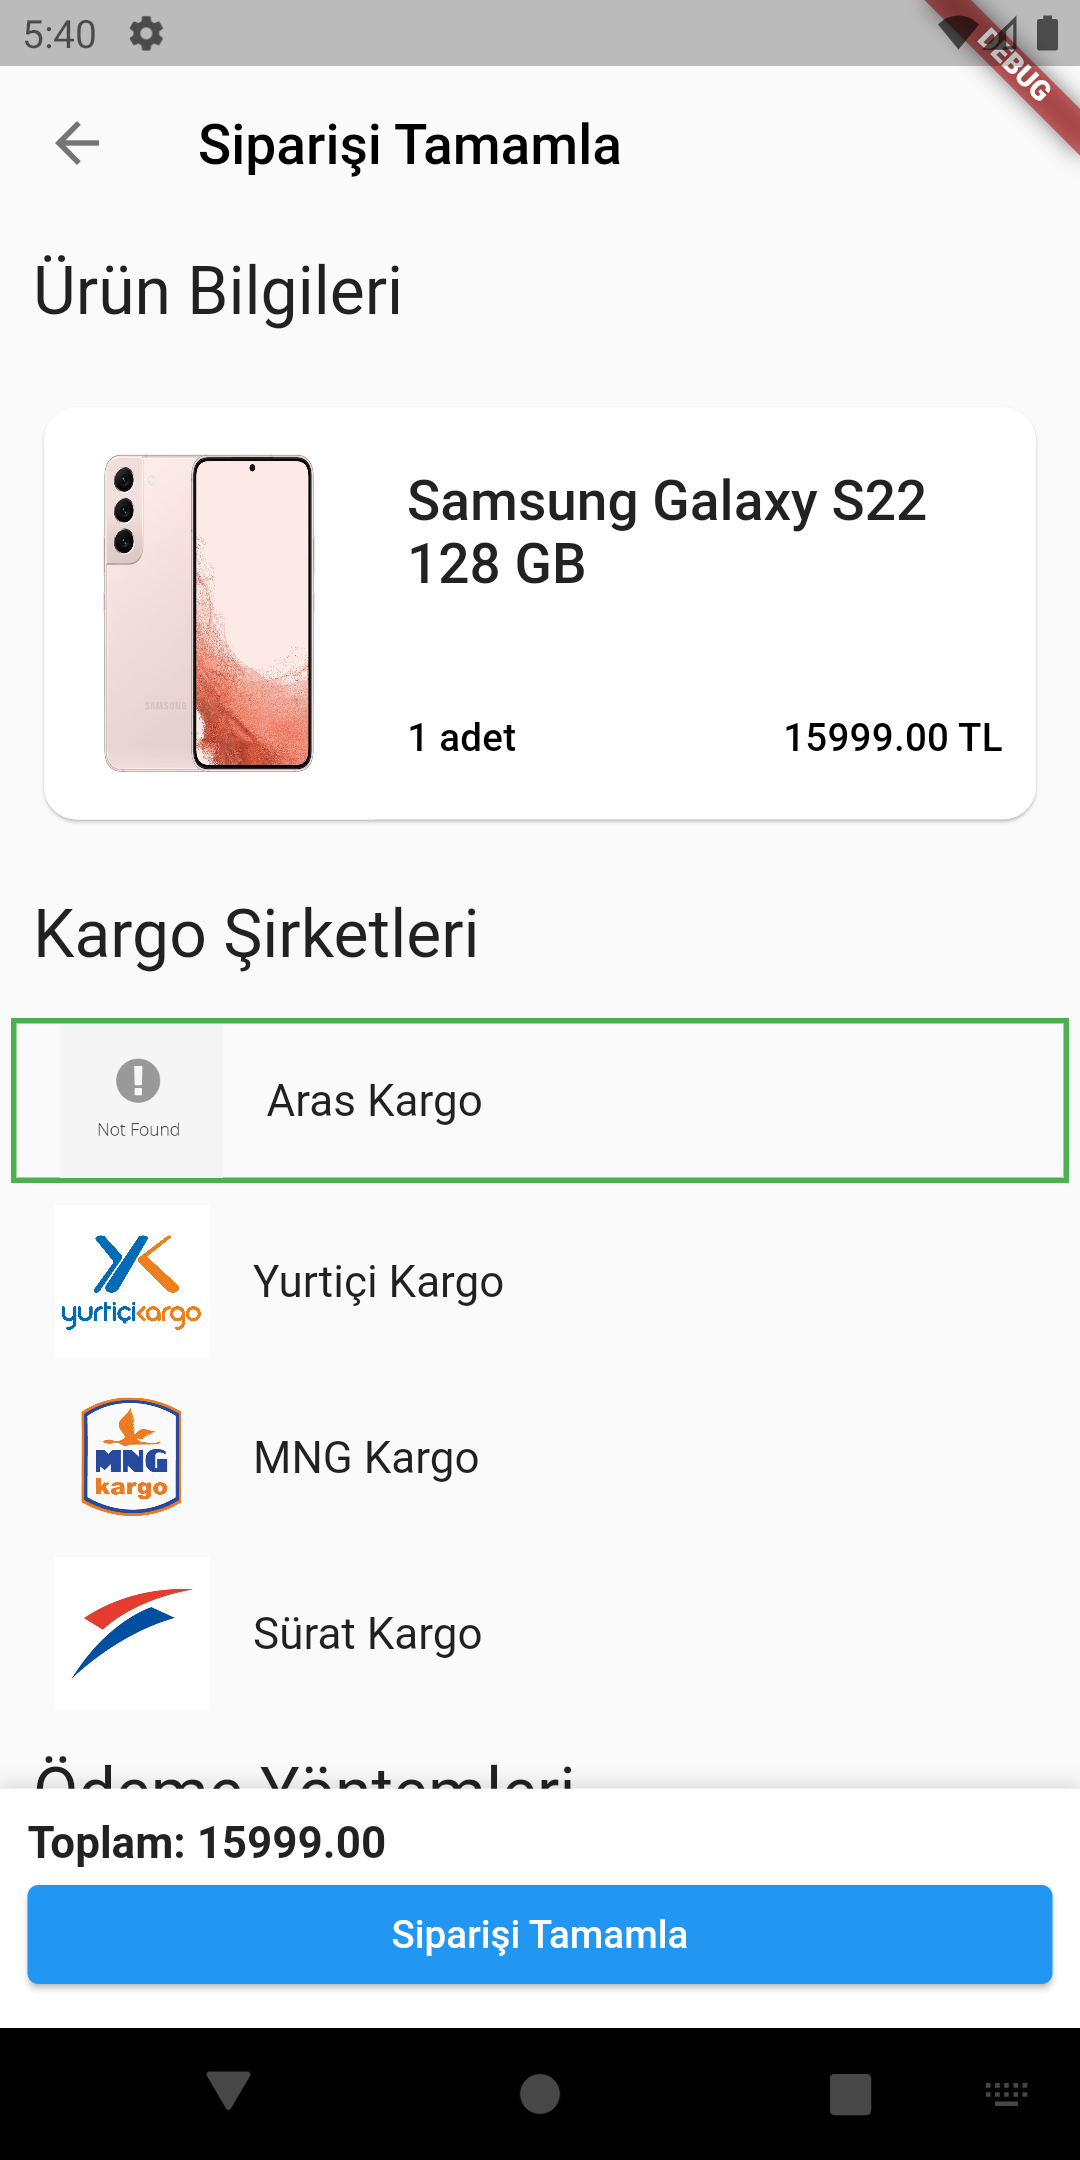 5:40
DEBUG
Siparişi Tamamla
Ürün Bilgileri
Samsung Galaxy S22
128 GB
SAMSUNG
1 adet
15999.00 TL
Kargo Şirketleri
Not Found
Aras Kargo
yurtiçikargo
Yurtiçi Kargo
MNG
kargo
MNG Kargo
Sürat Kargo
Ödeme Yöntemleri
Toplam: 15999.00
Siparişi Tamamla